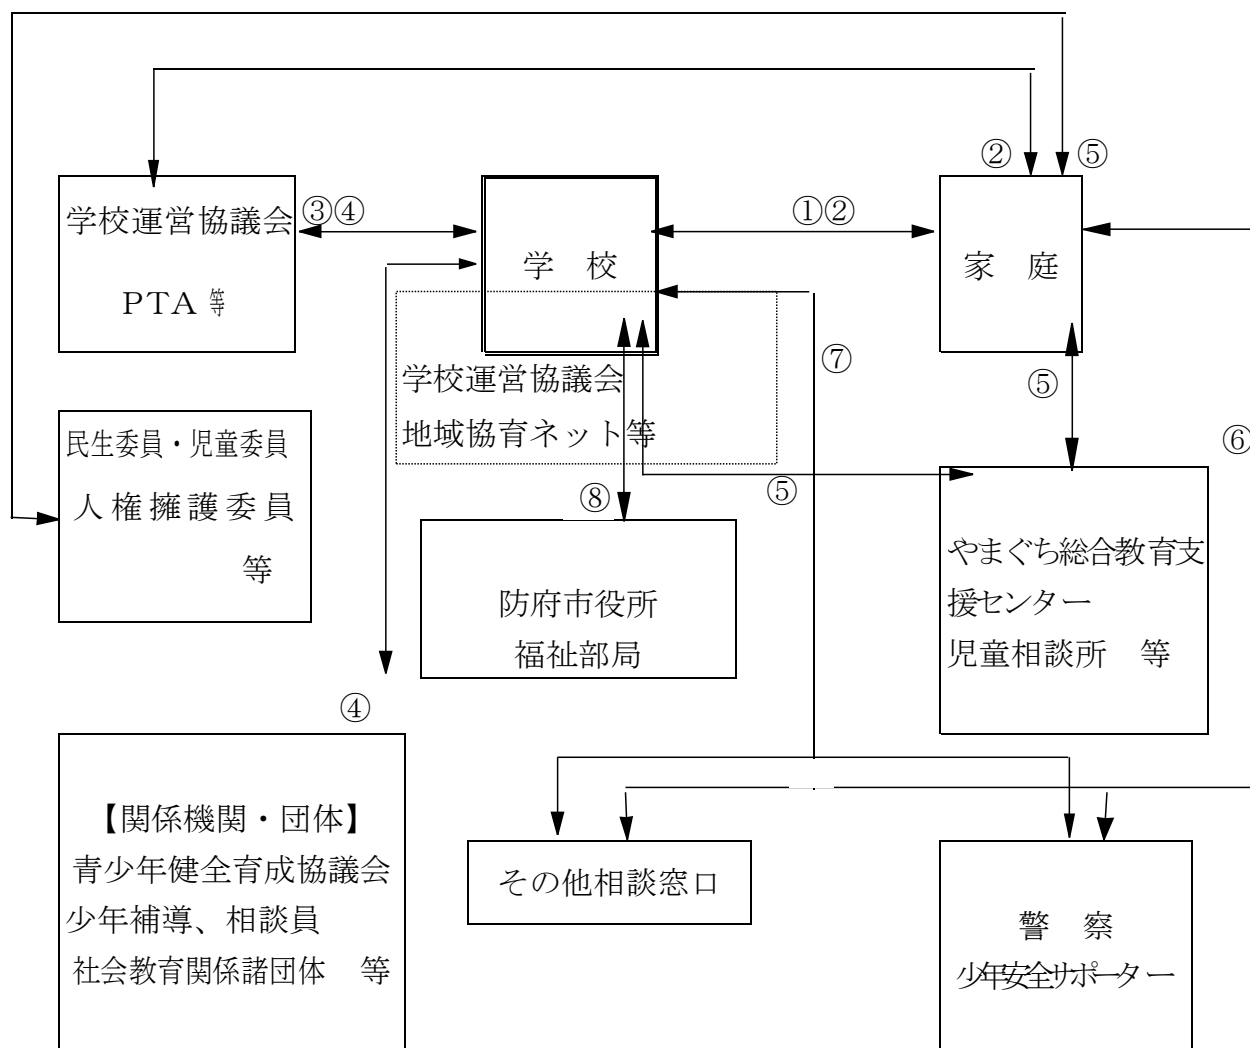 ② ⑤
学校運営協議会
PTA 等
③④
学 校
①②
家 庭
⑦
⑤
⑥
学校運営協議会
地域協育ネット等
民生委員・児童委員
人権擁護委員
等
⑧
⑤
防府市役所
福祉部局
やまぐち総合教育支
援センター
児童相談所 等
④
【関係機関・団体】
青少年健全育成協議会
少年補導、相談員
社会教育関係諸団体 等
その他相談窓口
警 察
少年安全サポーター